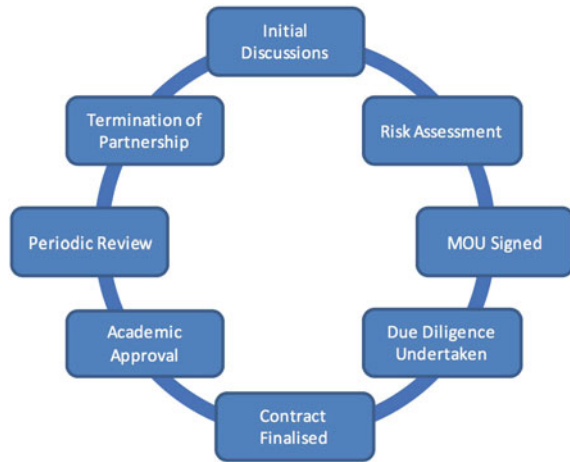 Initial
Discussions
Risk Assessment
MOU Signed
Due Diligence
Undertaken
Contract
Finalised
Academic
Approval
Periodic Review
Termination of
Partnership